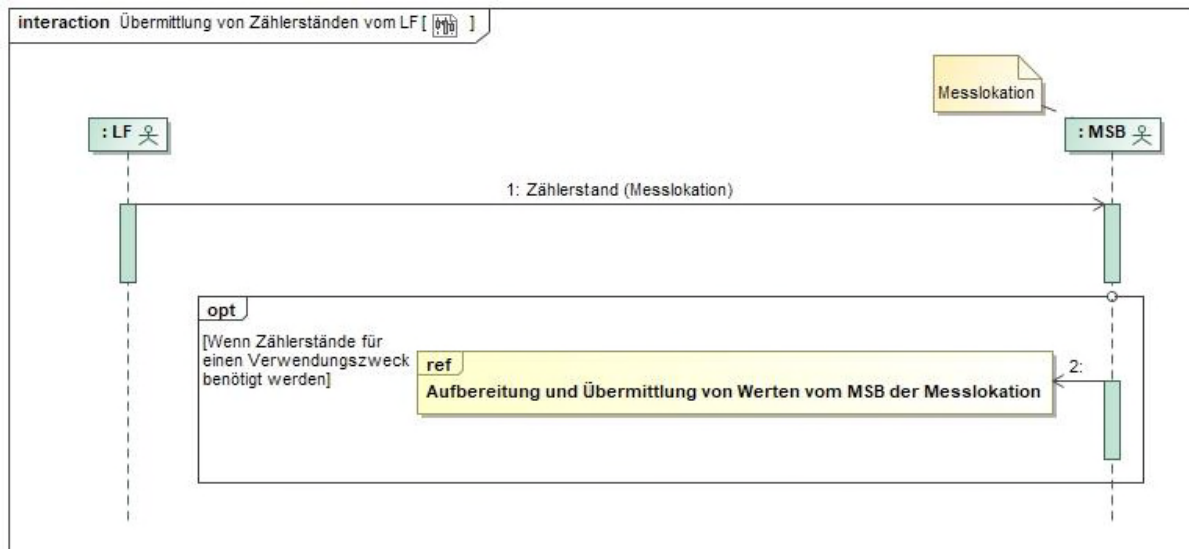 interaction Übermittlung von Zählerständen vom LF [ ]
Messlokation
: LF
: MSB
1: Zählerstand (Messlokation)
opt
[Wenn Zählerstände für
einen Verwendungszweck
benötigt werden]
ref
2:
Aufbereitung und Übermittlung von Werten vom MSB der Messlokation